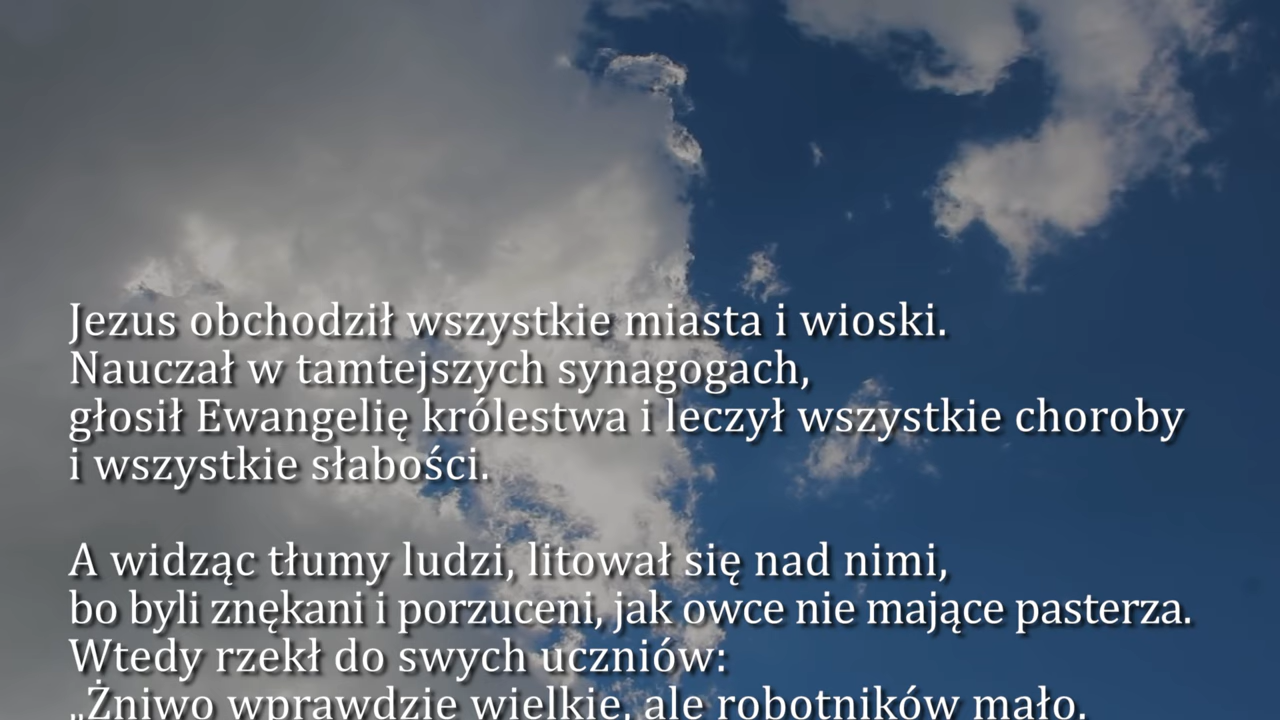 Jezus obchodził wszystkie miasta i wioski.
Nauczał w tamtejszych synagogach,
głosił Ewangelię królestwa i leczył wszystkie choroby
i wszystkie słabości.
A widząc tłumy ludzi, litował się nad nimi,
bo byli znękani i porzuceni, jak owce nie mające pasterza.
Wtedy rzekł do swych uczniów:
„Żniwo wprawdzie wielkie, ale robotników mało.